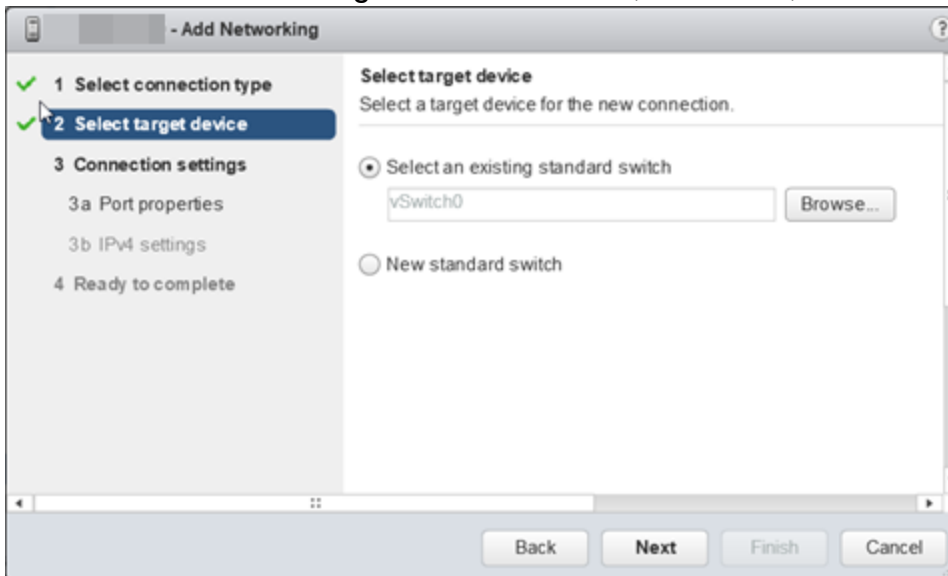 - Add Networking
?
1 Select connection type
2 Select target device
3 Connection settings
3a Port properties
3b IPv4 settings
4 Ready to complete
Select target device
Select a target device for the new connection.
Select an existing standard switch
vSwitch0
Browse...
New standard switch
Back
Next
Finish
Cancel